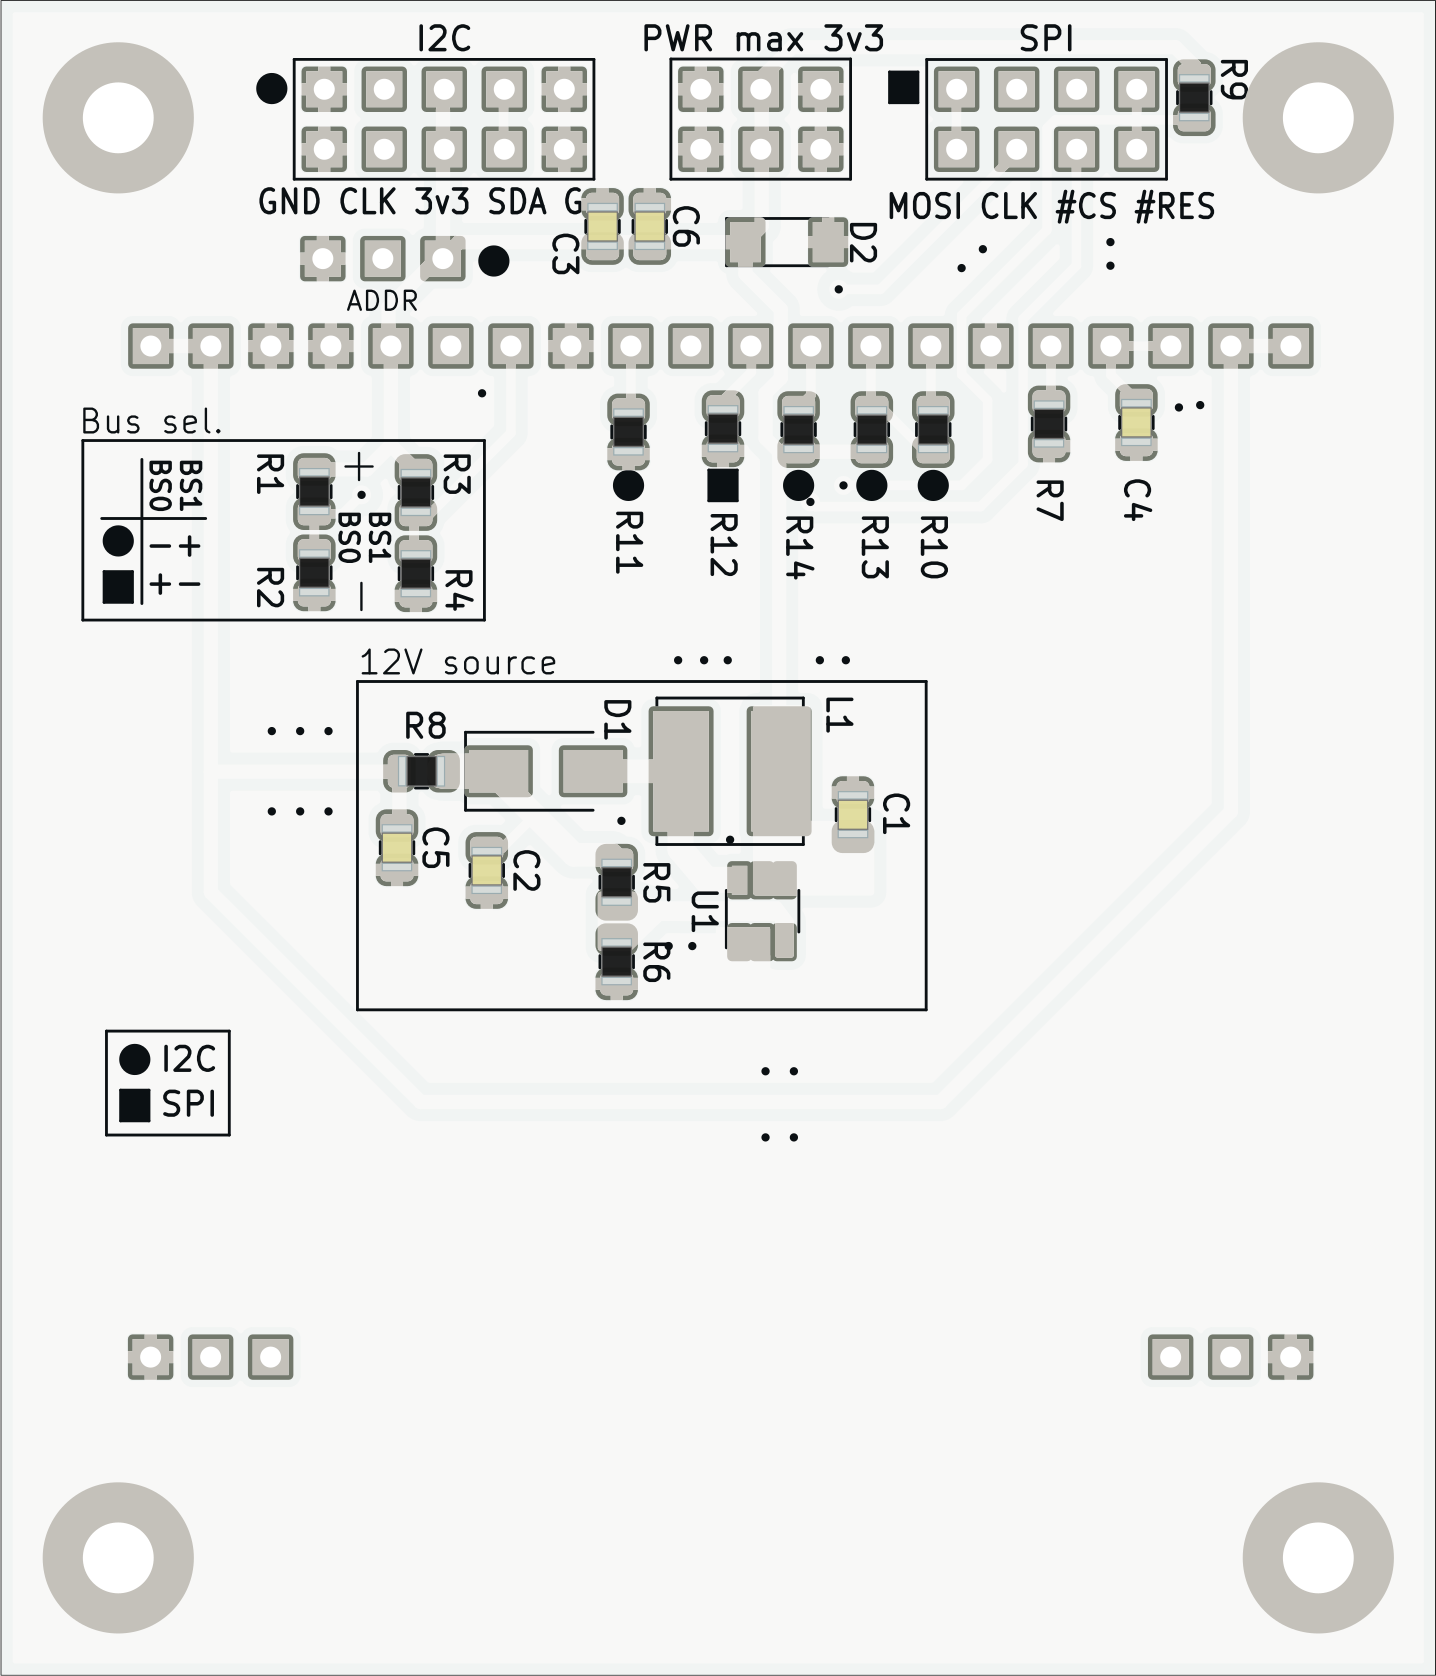 I2C
PWR max 3v3
SPI
R9
GND CLK 3v3 SDA G
MOSI CLK #CS #RES
C3
C6
D2
ADDR
Bus sel.
BS0
BS1
- +
+ -
R1
+
R3
BS0
BS1
R2
-
R4
R11
R12
R14
R13
R10
R7
C4
12V source
R8
D1
L1
C1
C5
C2
R5
U1
R6
I2C
SPI